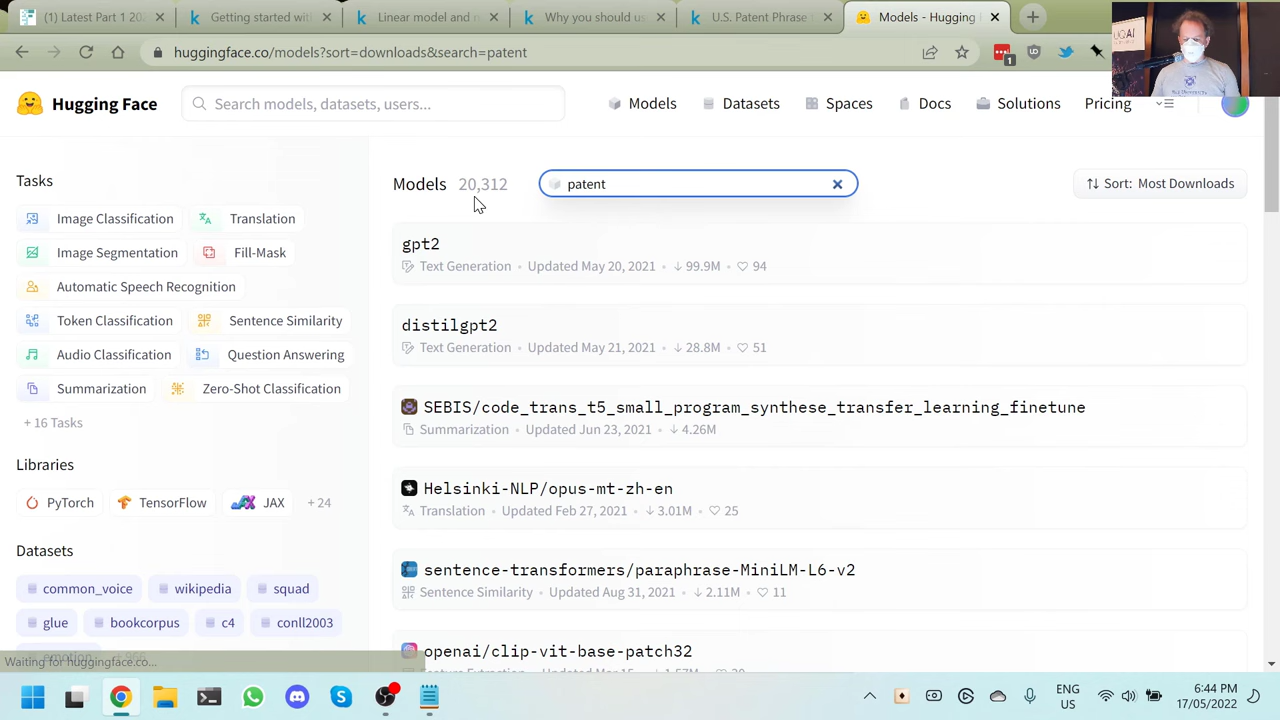 (1) Latest Part 1 20
Getting started with
Linear model and n
Why you should us
U.S. Patent Phrase
Models - Hugging
huggingface.co/models?sort=downloads&search=patent
1
Hugging Face
Search models, datasets, users...
Models
Datasets
Spaces
Docs
Solutions
Pricing
Tasks
Image Classification
Translation
Image Segmentation
Fill-Mask
Automatic Speech Recognition
Token Classification
Sentence Similarity
Audio Classification
Question Answering
Summarization
Zero-Shot Classification
+ 16 Tasks
Libraries
PyTorch
TensorFlow
JAX
+ 24
Datasets
common_voice
wikipedia
squad
glue
bookcorpus
c4
conll2003
Models 20,312
patent
Sort: Most Downloads
gpt2
Text Generation • Updated May 20, 2021 • ↓ 99.9M • ♡ 94
distilgpt2
Text Generation • Updated May 21, 2021 • ↓ 28.8M • ♡ 51
SEBIS/code_trans_t5_small_program_synthese_transfer_learning_finetune
Summarization • Updated Jun 23, 2021 • ↓ 4.26M
Helsinki-NLP/opus-mt-zh-en
Translation • Updated Feb 27, 2021 • ↓ 3.01M • ♡ 25
sentence-transformers/paraphrase-MiniLM-L6-v2
Sentence Similarity • Updated Aug 31, 2021 • ↓ 2.11M • ♡ 11
openai/clip-vit-base-patch32
Waiting for huggingface.co...
ENG
US
6:44 PM
17/05/2022